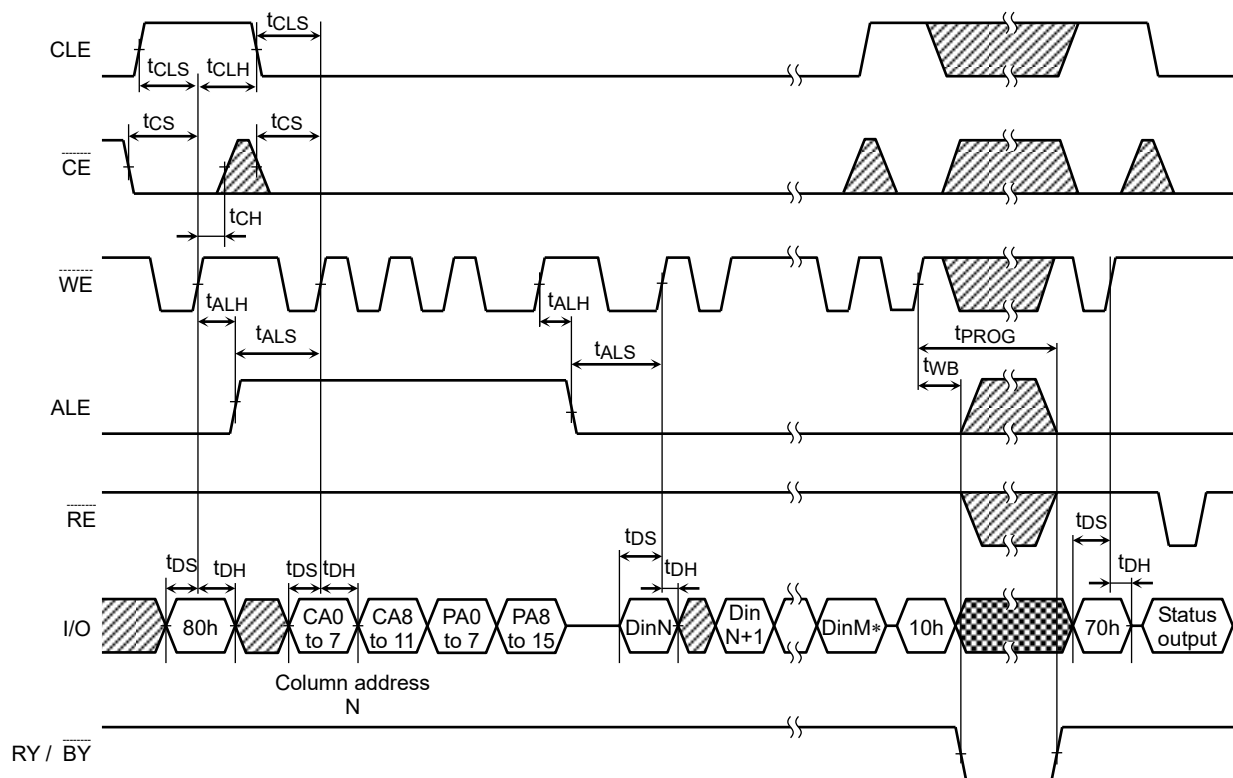 tCLS
CLE
tCLS tCLH
tCS tCS
CE
tCH
WE
tALH tALH
tALS tALS tPROG
tWB
ALE
RE
tDS tDS
tDS tDH tDS tDH tDH tDH
I/O 80h CA0 to 7 CA8 to 11 PA0 to 7 PA8 to 15 DinN Din N+1 DinM* 10h 70h Status output
Column address
N
RY / BY